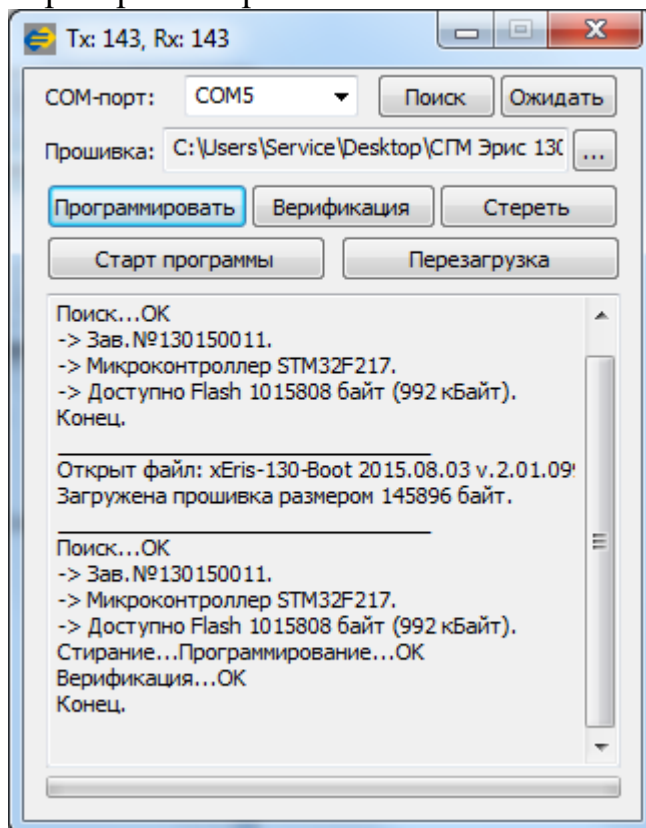 Tx: 143, Rx: 143
COM-порт: COM5 Поиск Ожидать
Прошивка: C:\Users\Service\Desktop\СГМ Эрис 130 ...
Программировать Верификация Стереть
Старт программы Перезагрузка
Поиск...OK
-> Зав.№130150011.
-> Микроконтроллер STM32F217.
-> Доступно Flash 1015808 байт (992 кБайт).
Конец.
Открыт файл: xEris-130-Boot 2015.08.03 v.2.01.09
Загружена прошивка размером 145896 байт.
Поиск...OK
-> Зав.№130150011.
-> Микроконтроллер STM32F217.
-> Доступно Flash 1015808 байт (992 кБайт).
Стирание...Программирование...OK
Верификация...OK
Конец.